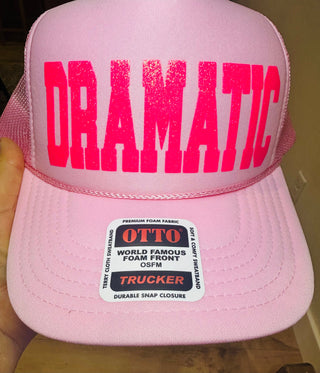 DRAMATIC
PREMIUM FOAM FABRIC
TERRY CLOTH SWEATBAND
OTTO
WORLD FAMOUS
FOAM FRONT
OSFM
TRUCKER
SOFT & COMFY SWEATBAND
DURABLE SNAP CLOSURE